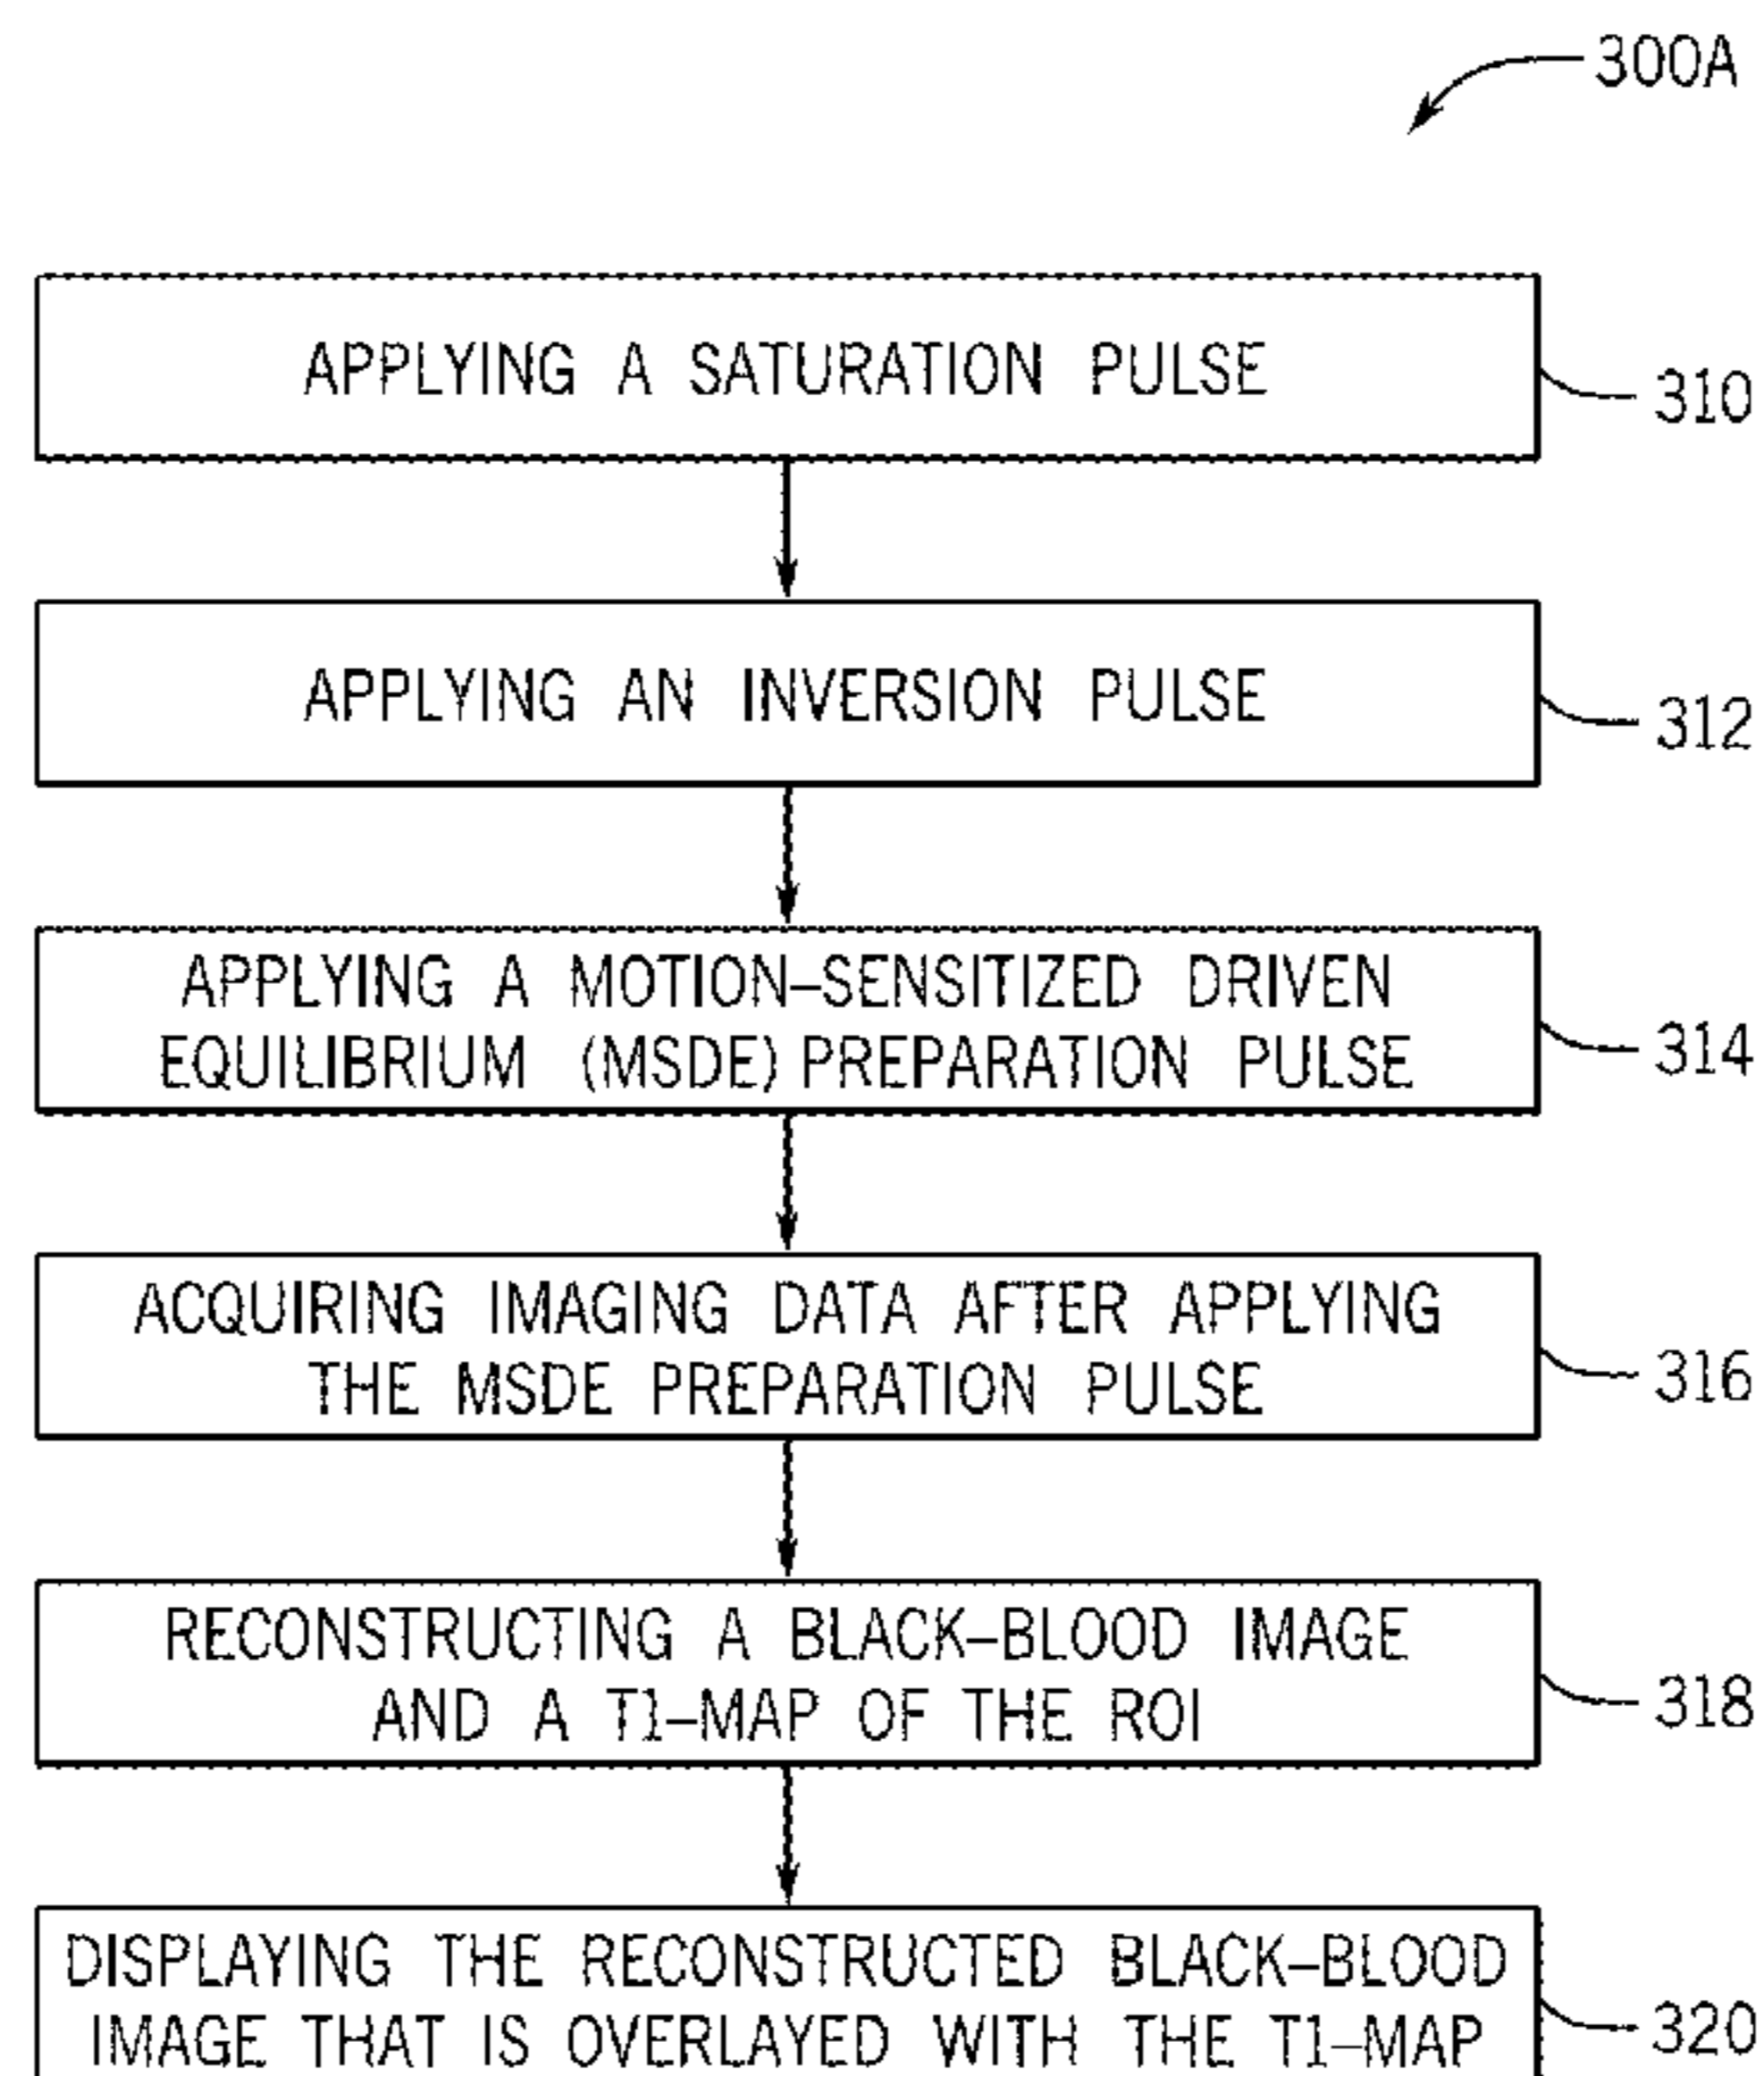 300A
APPLYING A SATURATION PULSE
310
APPLYING AN INVERSION PULSE
312
APPLYING A MOTION–SENSITIZED DRIVEN
EQUILIBRIUM (MSDE) PREPARATION PULSE
314
ACQUIRING IMAGING DATA AFTER APPLYING
THE MSDE PREPARATION PULSE
316
RECONSTRUCTING A BLACK–BLOOD IMAGE
AND A T1–MAP OF THE ROI
318
DISPLAYING THE RECONSTRUCTED BLACK–BLOOD
IMAGE THAT IS OVERLAYED WITH THE T1–MAP
320